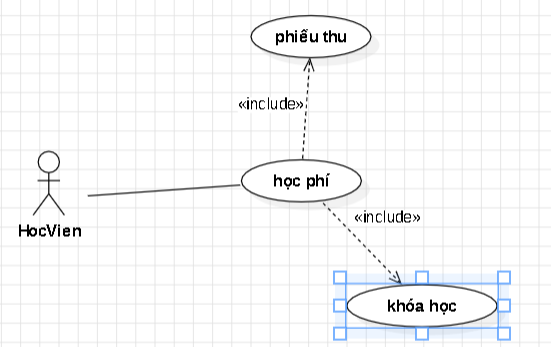 phiếu thu
«include»
học phí
«include»
HocVien
khóa học